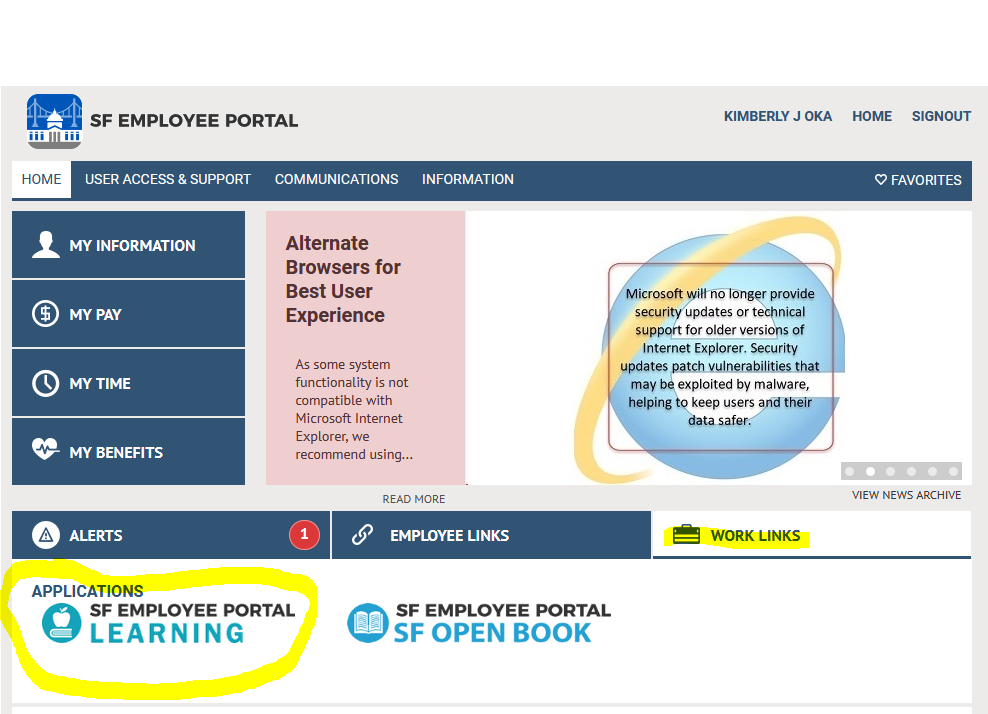 SF EMPLOYEE PORTAL
KIMBERLY J OKA HOME SIGNOUT
HOME USER ACCESS & SUPPORT COMMUNICATIONS INFORMATION FAVORITES
MY INFORMATION
MY PAY
MY TIME
MY BENEFITS
Alternate
Browsers for
Best User
Experience
As some system
functionality is not
compatible with
Microsoft Internet
Explorer, we
recommend using...
Microsoft will no longer provide
security updates or technical
support for older versions of
Internet Explorer. Security
updates patch vulnerabilities that
may be exploited by malware,
helping to keep users and their
data safer.
READ MORE
VIEW NEWS ARCHIVE
ALERTS 1 EMPLOYEE LINKS WORK LINKS
APPLICATIONS
SF EMPLOYEE PORTAL
LEARNING
SF EMPLOYEE PORTAL
SF OPEN BOOK